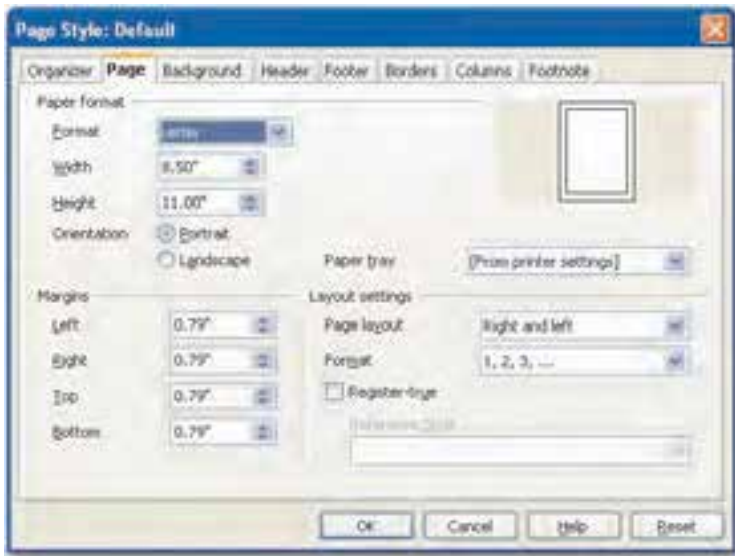 Page Style: Default
Organizer Page Background Header Footer Borders Columns Footnote
Paper format
Format
Width 8.50"
Height 11.00"
Orientation Portrait
Landscape
Paper tray [From printer settings]
Margins
Left 0.79"
Right 0.79"
Top 0.79"
Bottom 0.79"
Layout settings
Page layout Right and left
Format 1, 2, 3, ...
Register-true
OK Cancel Help Reset